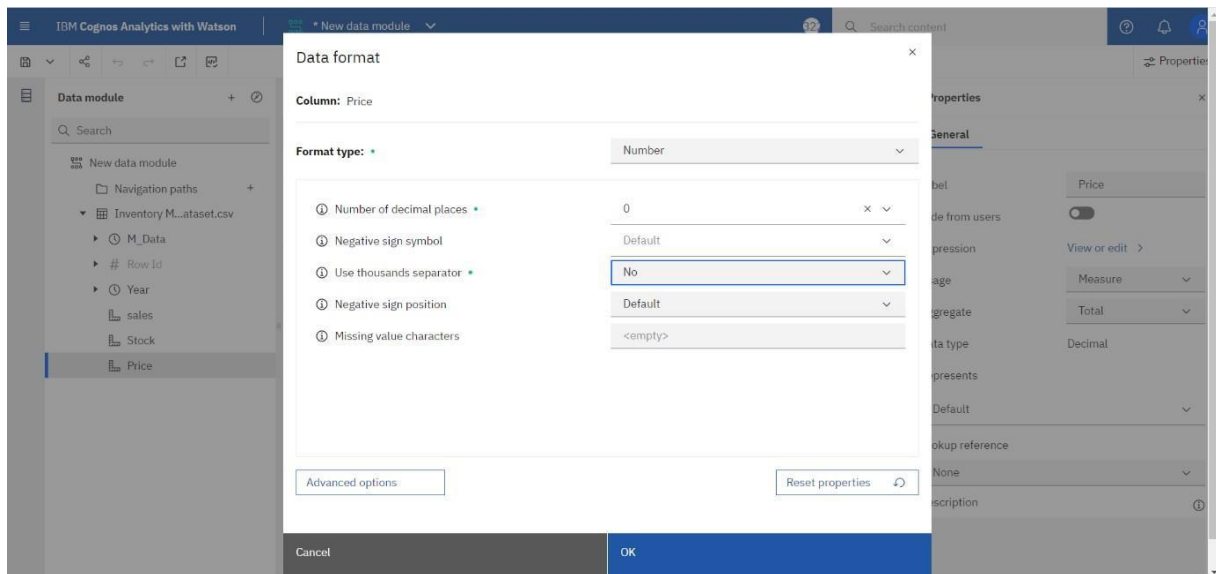 IBM Cognos Analytics with Watson
* New data module
Search content
Properties
Data module
Search
New data module
Navigation paths
Inventory M...ataset.csv
M_Data
# Row Id
Year
sales
Stock
Price
Data format
Column: Price
Format type:
Number
Number of decimal places
0
Negative sign symbol
Default
Use thousands separator
No
Negative sign position
Default
Missing value characters
<empty>
Advanced options
Reset properties
Cancel
OK
roperties
General
bel
Price
de from users
pression
View or edit
age
Measure
gregate
Total
ta type
Decimal
presents
Default
okup reference
None
scription